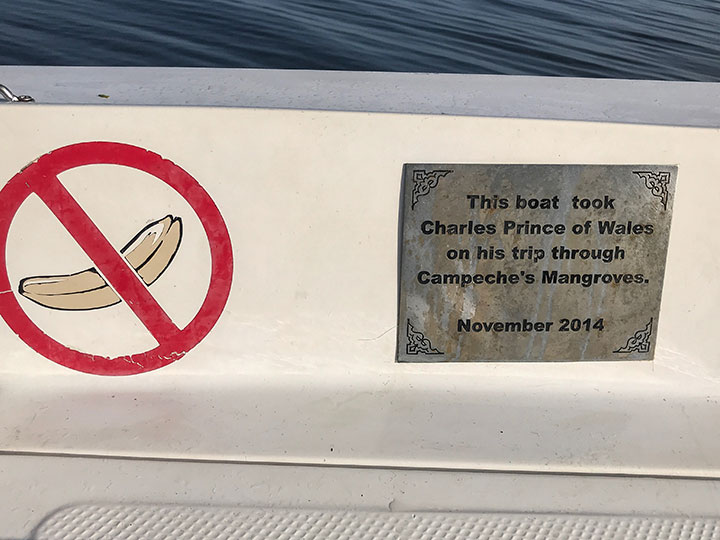 This boat took
Charles Prince of Wales
on his trip through
Campeche's Mangroves.
November 2014